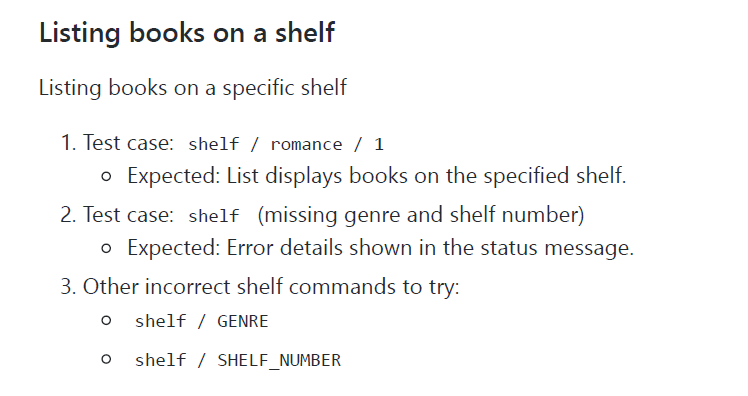 Listing books on a shelf
Listing books on a specific shelf
1. Test case: shelf / romance / 1
Expected: List displays books on the specified shelf.
2. Test case: shelf (missing genre and shelf number)
Expected: Error details shown in the status message.
3. Other incorrect shelf commands to try:
shelf / GENRE
shelf / SHELF_NUMBER